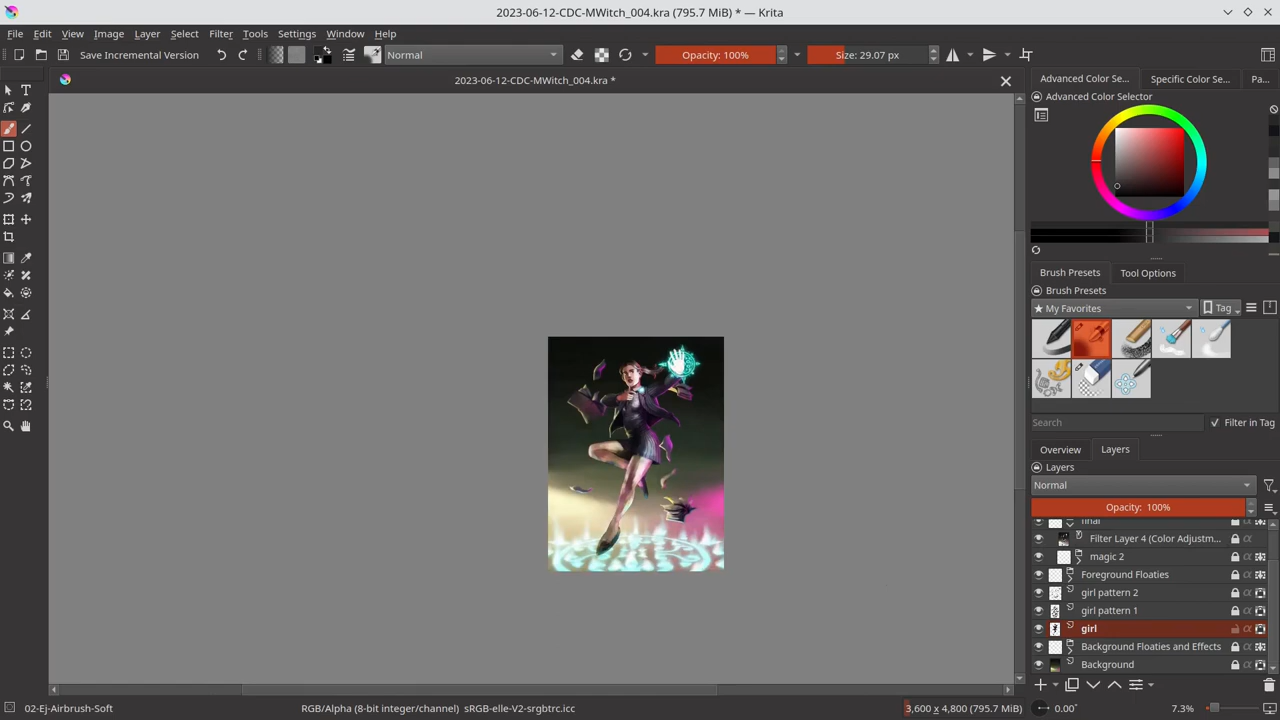 2023-06-12-CDC-MWitch_004.kra (795.7 MiB) * — Krita
File Edit View Image Layer Select Filter Tools Settings Window Help
Save Incremental Version Normal Opacity: 100% Size: 29.07 px
2023-06-12-CDC-MWitch_004.kra *
Advanced Color Se... Specific Color Se... Pa...
Advanced Color Selector
Brush Presets Tool Options
Brush Presets
★ My Favorites Tag
Search Filter in Tag
Overview Layers
Layers
Normal
Opacity: 100%
final
Filter Layer 4 (Color Adjustm...
magic 2
Foreground Floaties
girl pattern 2
girl pattern 1
girl
Background Floaties and Effects
Background
02-Ej-Airbrush-Soft RGB/Alpha (8-bit integer/channel) sRGB-elle-V2-srgbtrc.icc 3,600 x 4,800 (795.7 MiB) 0.00° 7.3%